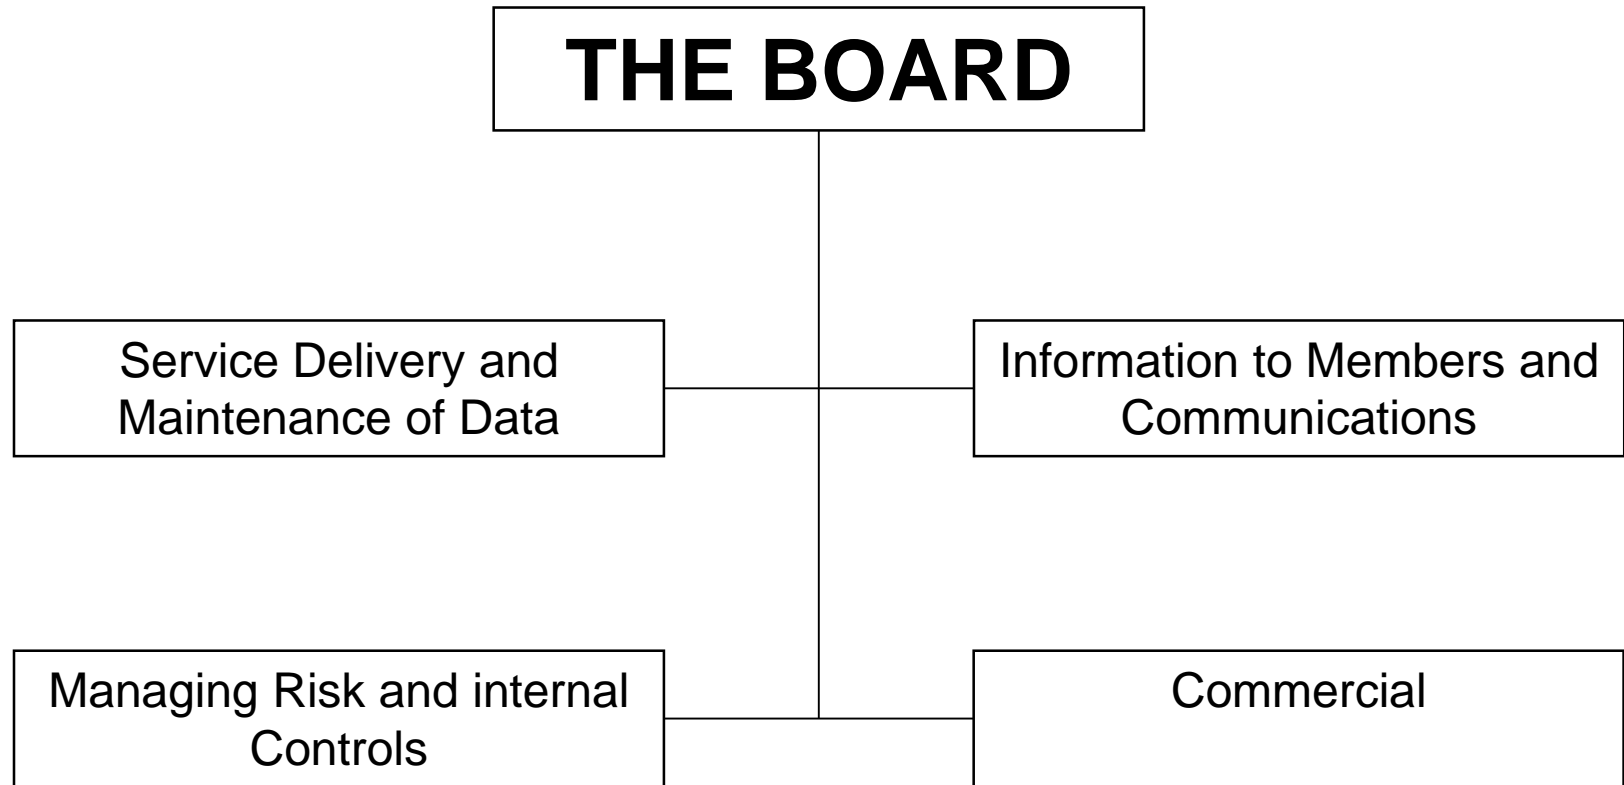 THE BOARD
Service Delivery and
Maintenance of Data
Information to Members and
Communications
Managing Risk and internal
Controls
Commercial